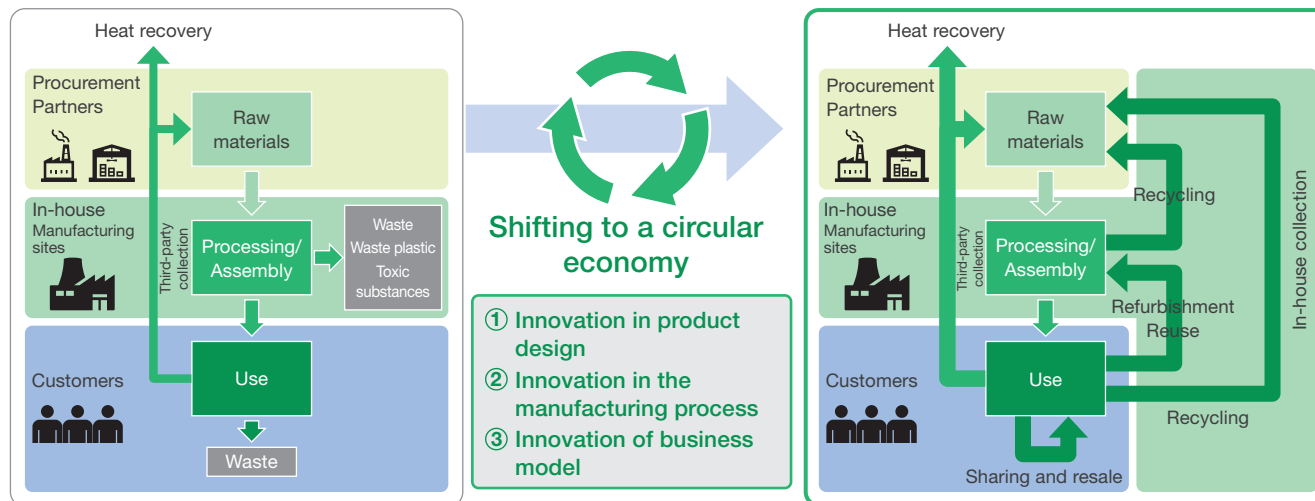 Heat recovery
Procurement
Partners
Raw
materials
In-house
Manufacturing
sites
Third-party
collection
Processing/
Assembly
Waste
Waste plastic
Toxic
substances
Customers
Use
Waste
Shifting to a circular
economy
① Innovation in product
design
② Innovation in the
manufacturing process
③ Innovation of business
model
Heat recovery
Procurement
Partners
Raw
materials
Recycling
In-house
Manufacturing
sites
Third-party
collection
Processing/
Assembly
Refurbishment
Reuse
In-house collection
Customers
Use
Recycling
Sharing and resale